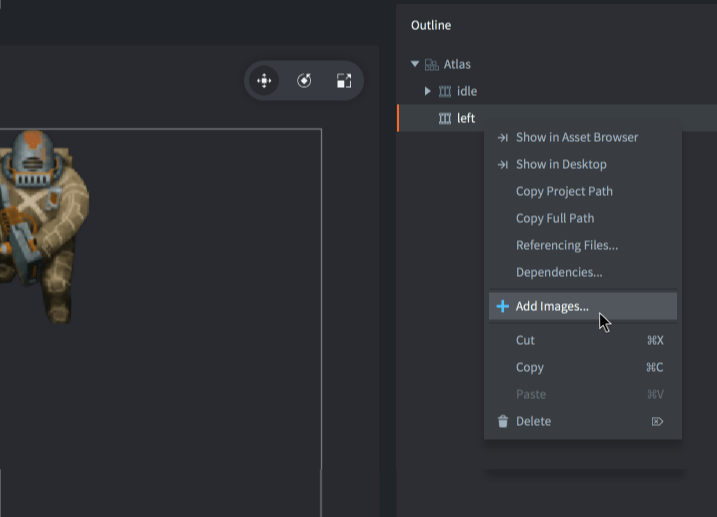 Outline
Atlas
idle
left
Show in Asset Browser
Show in Desktop
Copy Project Path
Copy Full Path
Referencing Files...
Dependencies...
Add Images...
Cut ⌘X
Copy ⌘C
Paste ⌘V
Delete ⌦